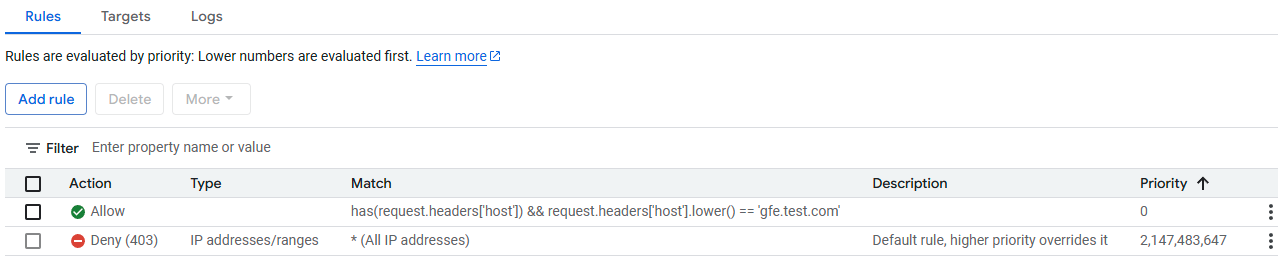 Rules Targets Logs
Rules are evaluated by priority: Lower numbers are evaluated first. Learn more
Add rule Delete More
Filter Enter property name or value
Action Type Match Description Priority
Allow has(request.headers['host']) && request.headers['host'].lower() == 'gfe.test.com' 0
Deny (403) IP addresses/ranges * (All IP addresses) Default rule, higher priority overrides it 2,147,483,647